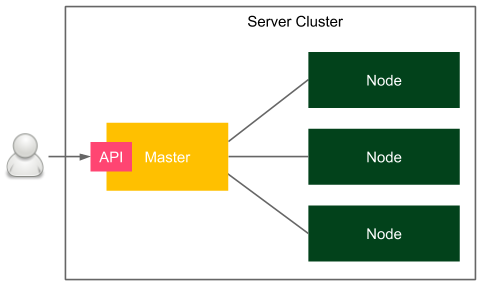 Server Cluster
Node
API
Master
Node
Node